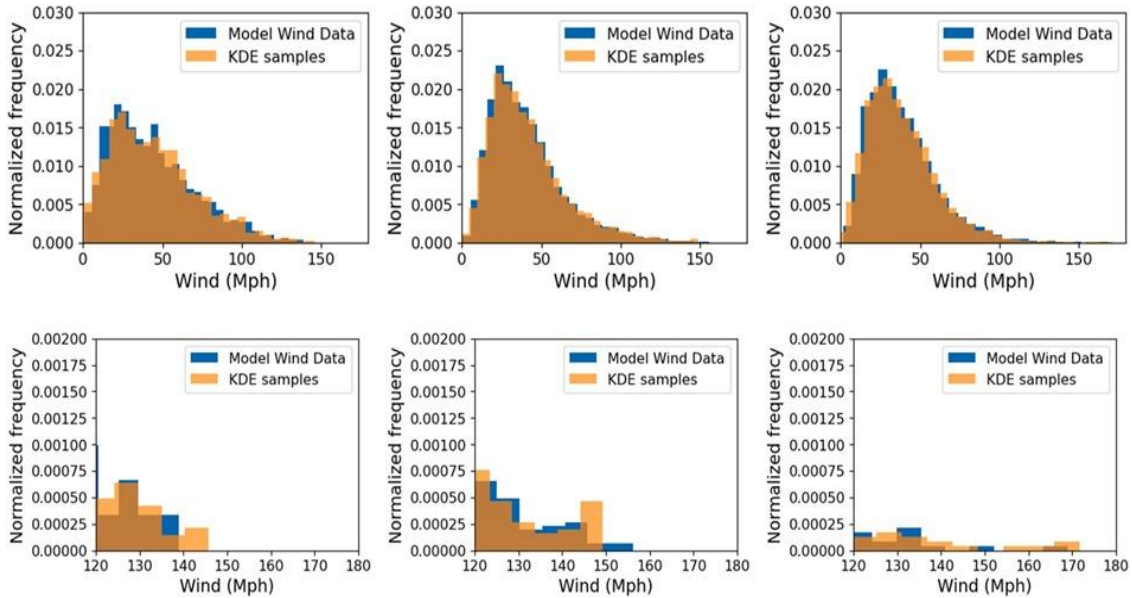 0.030
0.025
0.020
0.015
0.010
0.005
0.000
Normalized frequency
Model Wind Data
KDE samples
0 50 100 150
Wind (Mph)
0.030
0.025
0.020
0.015
0.010
0.005
0.000
Normalized frequency
Model Wind Data
KDE samples
0 50 100 150
Wind (Mph)
0.030
0.025
0.020
0.015
0.010
0.005
0.000
Normalized frequency
Model Wind Data
KDE samples
0 50 100 150
Wind (Mph)
0.00200
0.00175
0.00150
0.00125
0.00100
0.00075
0.00050
0.00025
0.00000
Normalized frequency
Model Wind Data
KDE samples
120 130 140 150 160 170 180
Wind (Mph)
0.00200
0.00175
0.00150
0.00125
0.00100
0.00075
0.00050
0.00025
0.00000
Normalized frequency
Model Wind Data
KDE samples
120 130 140 150 160 170 180
Wind (Mph)
0.00200
0.00175
0.00150
0.00125
0.00100
0.00075
0.00050
0.00025
0.00000
Normalized frequency
Model Wind Data
KDE samples
120 130 140 150 160 170 180
Wind (Mph)